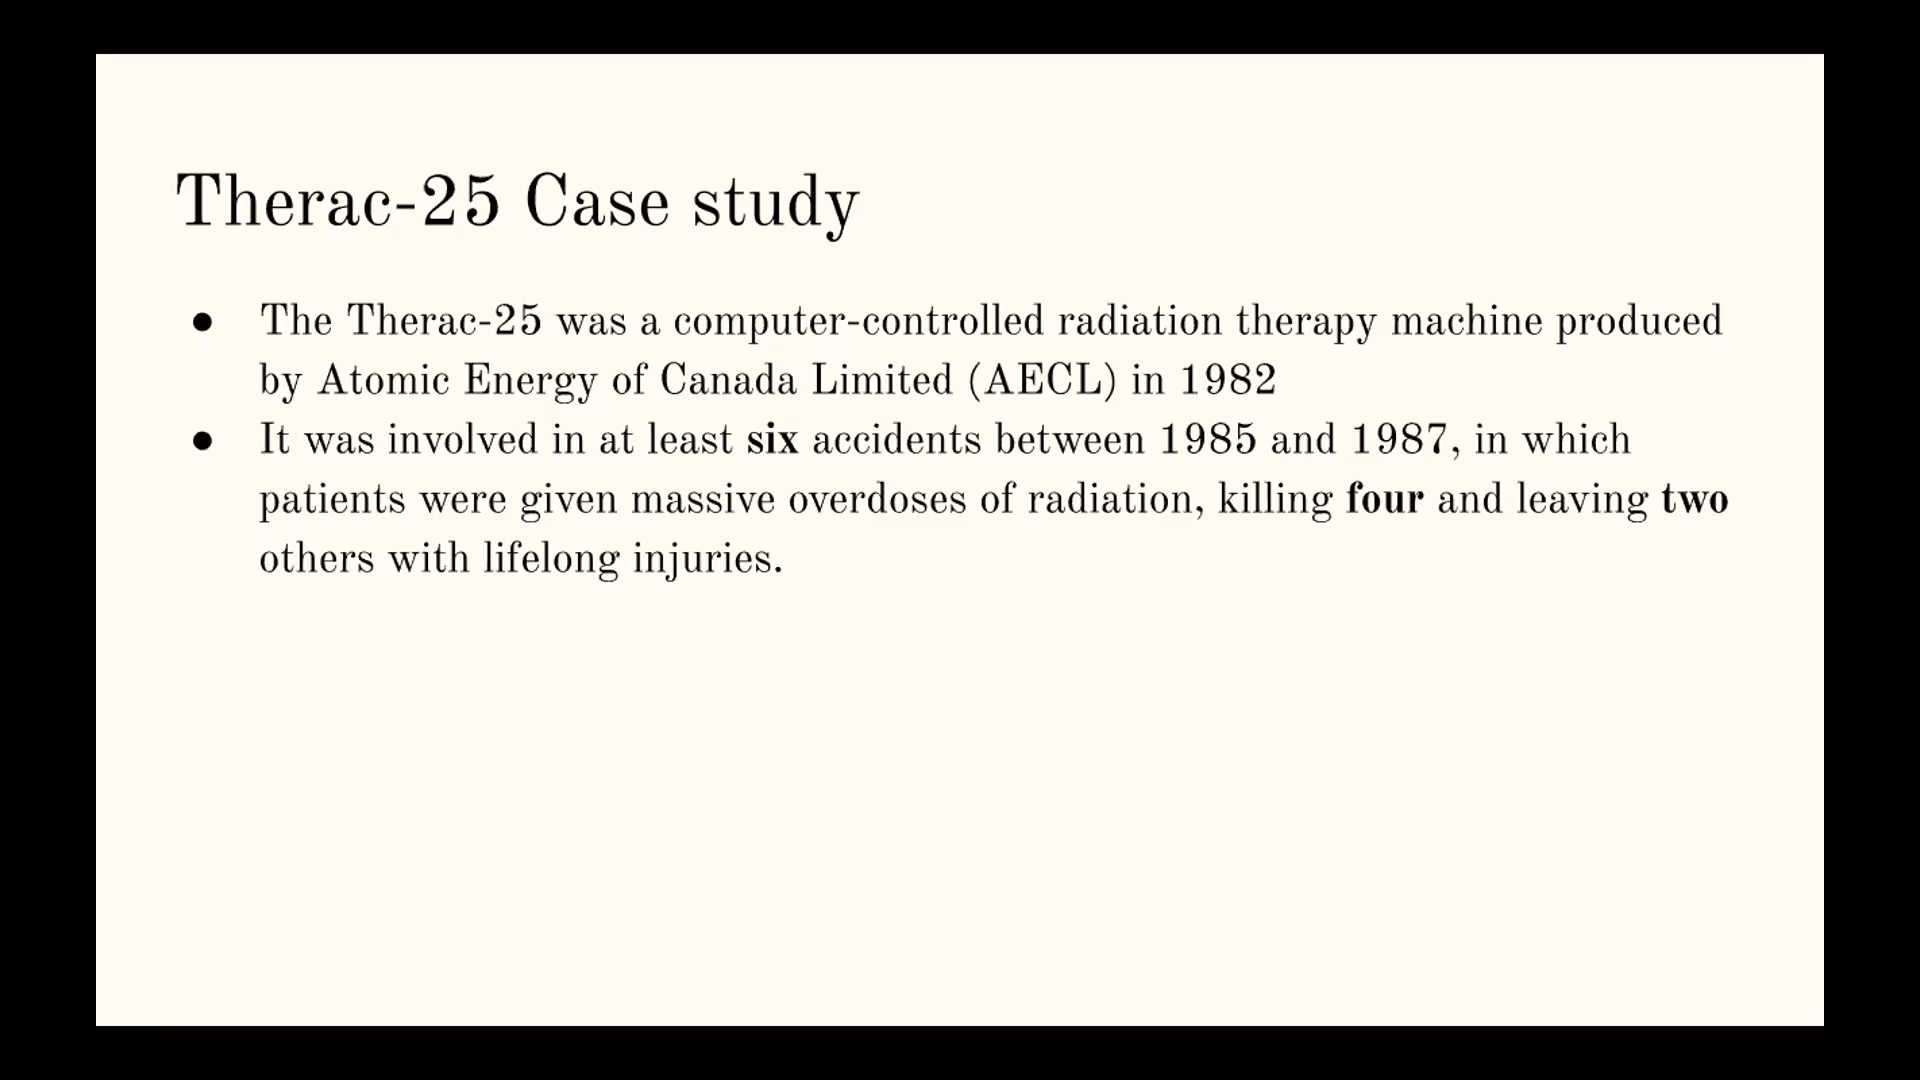 Therac-25 Case study
● The Therac-25 was a computer-controlled radiation therapy machine produced
by Atomic Energy of Canada Limited (AECL) in 1982
● It was involved in at least six accidents between 1985 and 1987, in which
patients were given massive overdoses of radiation, killing four and leaving two
others with lifelong injuries.